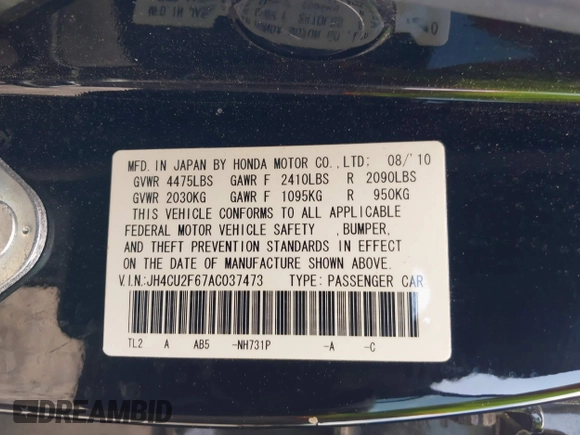 MFD. IN JAPAN BY HONDA MOTOR CO.,LTD: 08/'10
GVWR 4475LBS GAWR F 2410LBS R 2090LBS
GVWR 2030KG GAWR F 1095KG R 950KG
THIS VEHICLE CONFORMS TO ALL APPLICABLE
FEDERAL MOTOR VEHICLE SAFETY ,BUMPER,
AND THEFT PREVENTION STANDARDS IN EFFECT
ON THE DATE OF MANUFACTURE SHOWN ABOVE.
V.I.N.:JH4CU2F67AC037473 TYPE: PASSENGER CAR
TL2 A AB5 -NH731P -A -C
DREAMBID